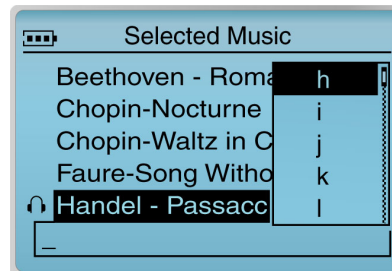 Selected Music
Beethoven - Roma
Chopin-Nocturne
Chopin-Waltz in C
Faure-Song Witho
Handel - Passacc
h
i
j
k
l
_